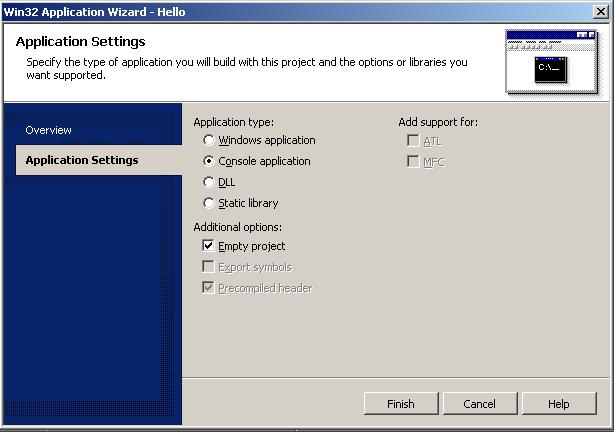 Win32 Application Wizard - Hello
Application Settings
Specify the type of application you will build with this project and the options or libraries you
want supported.
C:\_
Overview
Application Settings
Application type:
Windows application
Console application
DLL
Static library
Additional options:
Empty project
Export symbols
Precompiled header
Add support for:
ATL
MFC
Finish
Cancel
Help